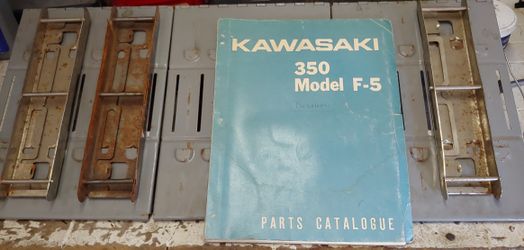 KAWASAKI
350
Model F-5
PARTS CATALOGUE